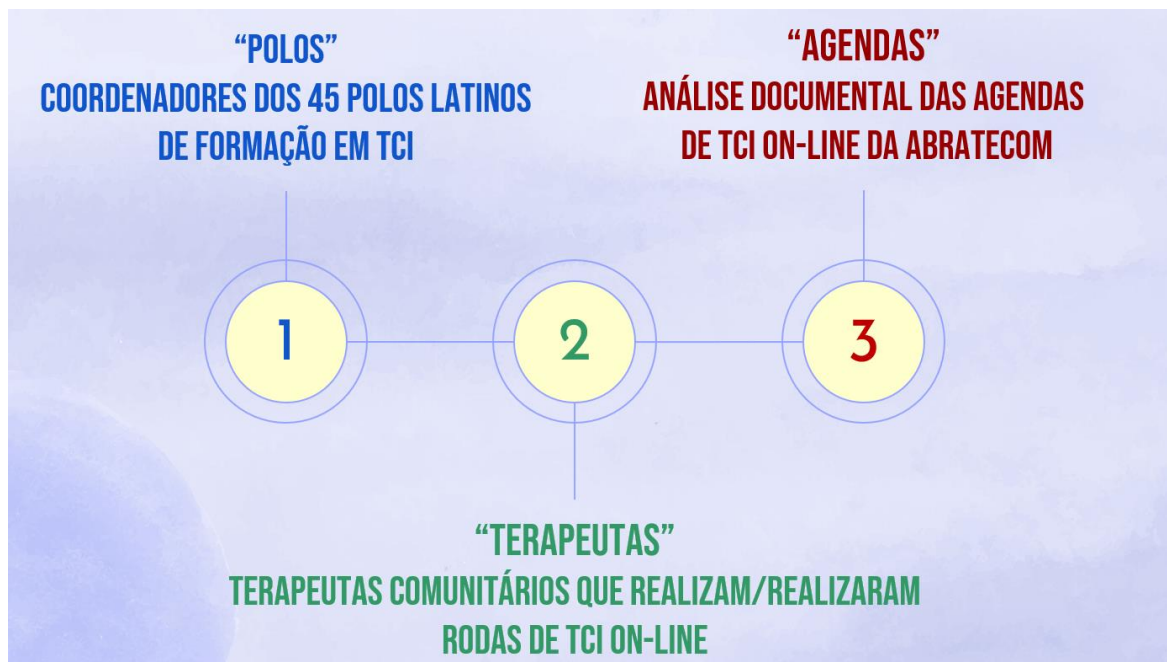 “POLOS”
COORDENADORES DOS 45 POLOS LATINOS
DE FORMAÇÃO EM TCI
“AGENDAS”
ANÁLISE DOCUMENTAL DAS AGENDAS
DE TCI ON-LINE DA ABRATECOM
1
2
3
“TERAPEUTAS”
TERAPEUTAS COMUNITÁRIOS QUE REALIZAM/REALIZARAM
RODAS DE TCI ON-LINE